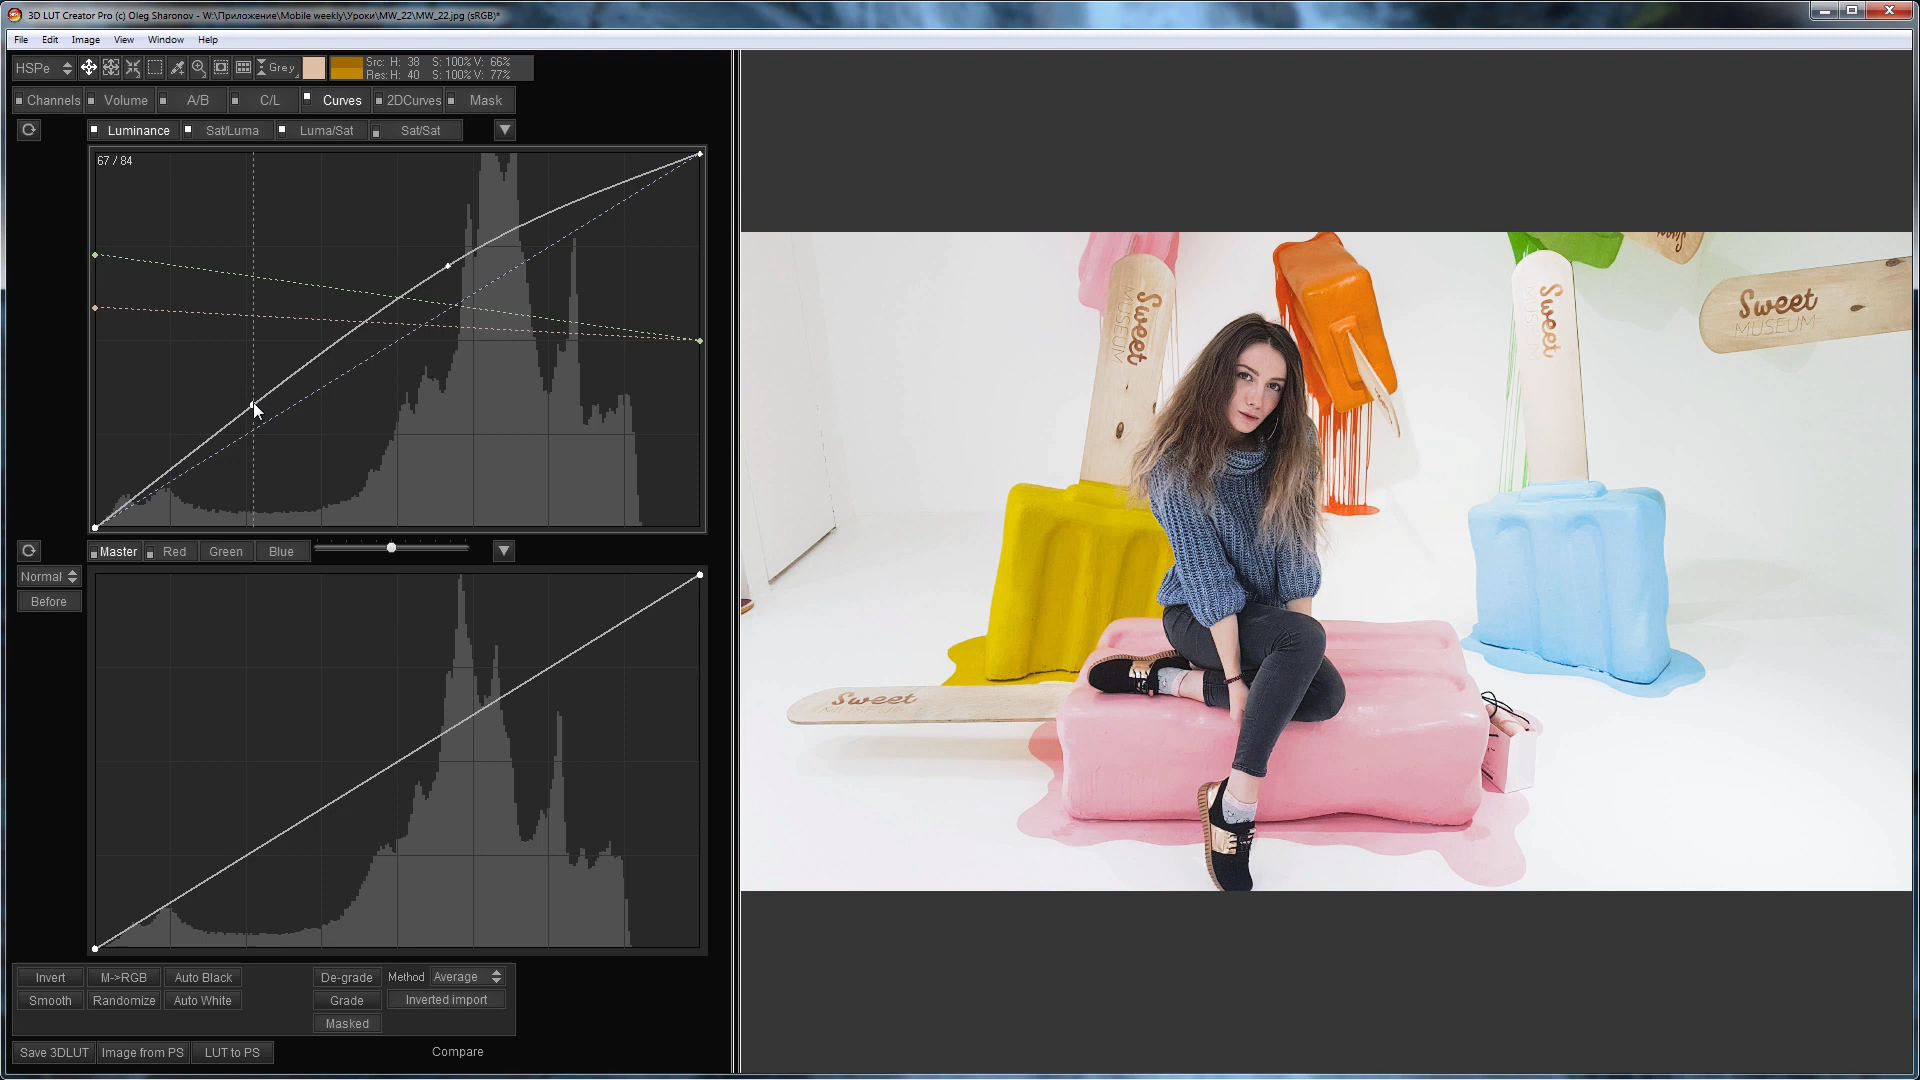 3D LUT Creator Pro (c) Oleg Sharonov - W:\Приложение\Mobile weekly\Уроки\MW_22\MW_22.jpg (sRGB)*
File Edit Image View Window Help
HSPe Grey Src: H: 38 S: 100% V: 66%
Res: H: 40 S: 100% V: 77%
Channels Volume A/B C/L Curves 2DCurves Mask
Luminance Sat/Luma Luma/Sat Sat/Sat
67 / 84
Master Red Green Blue
Normal
Before
Invert M->RGB Auto Black De-grade Method Average
Smooth Randomize Auto White Grade Inverted import
Masked
Save 3DLUT Image from PS LUT to PS Compare
Sweet
MUSEUM
Sweet
Sweet
MUSEUM
Sweet
MUSEUM